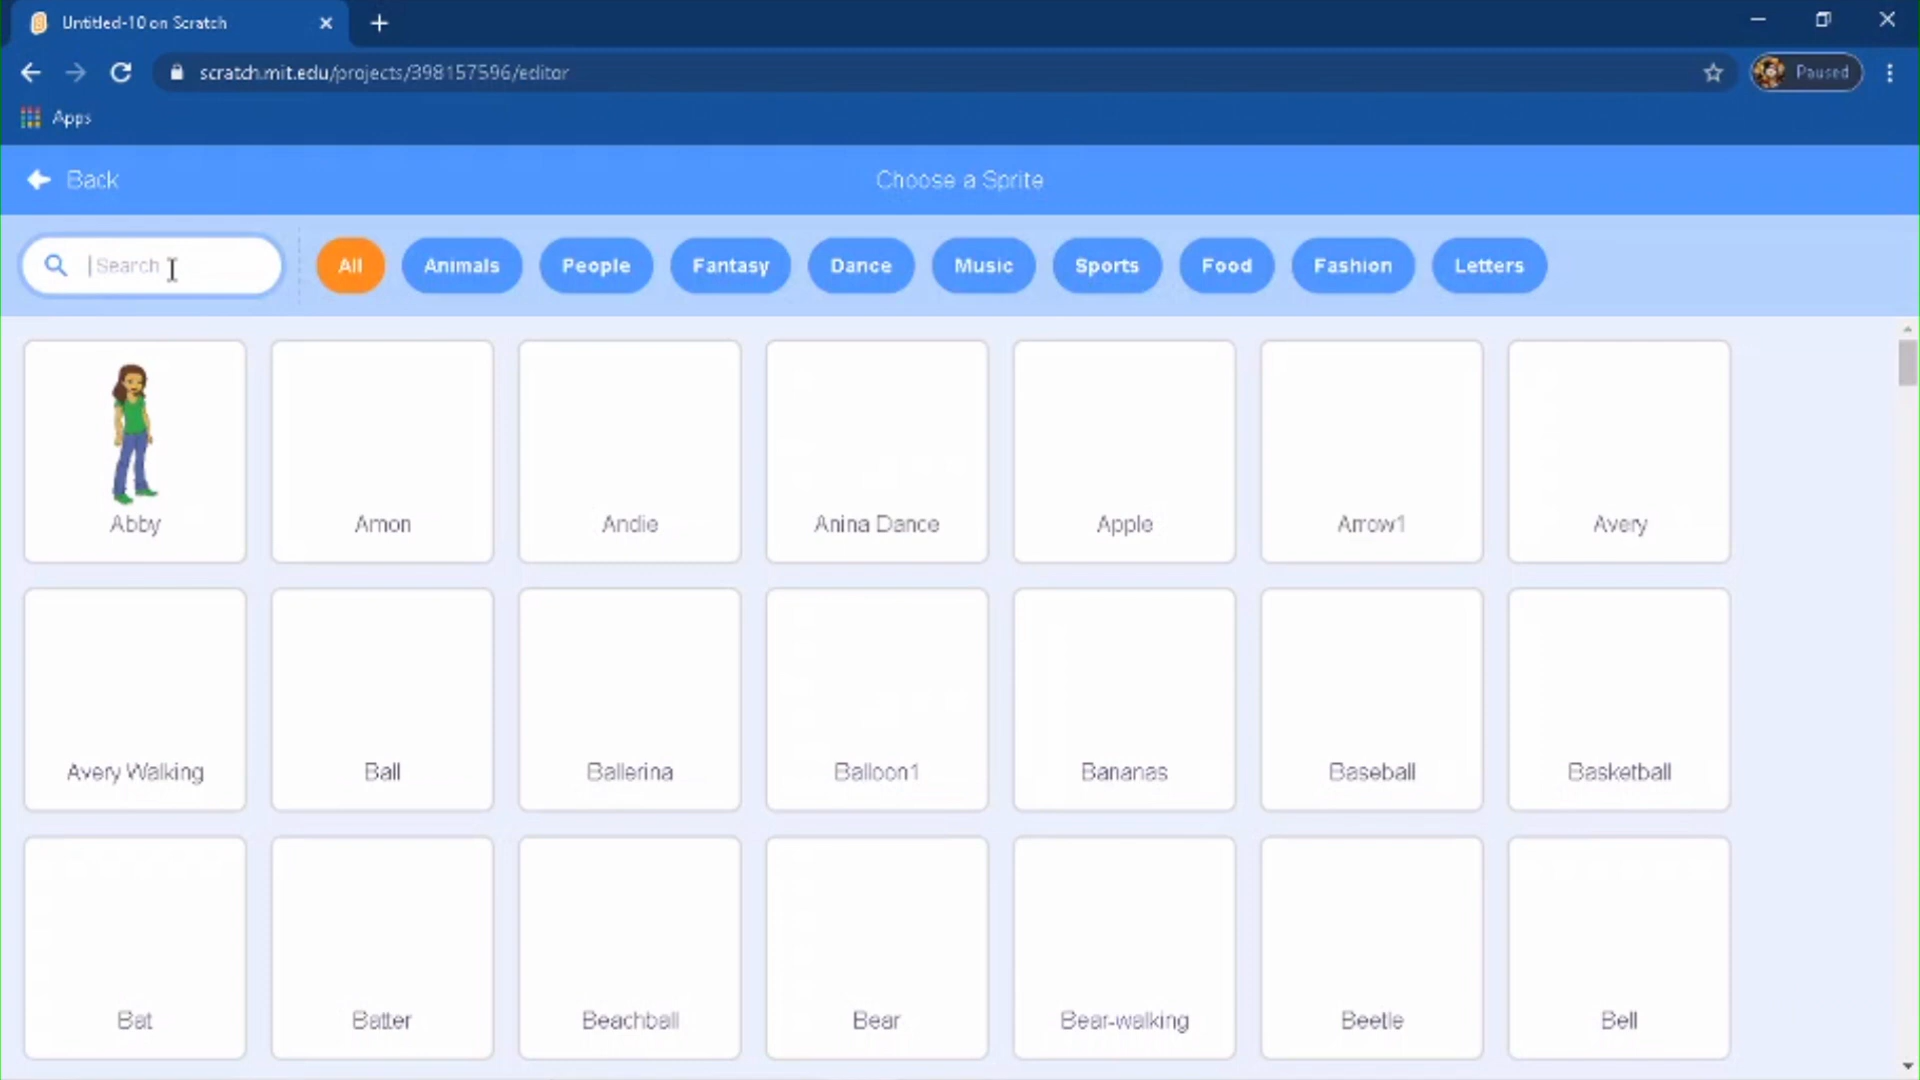 Untitled-10 on Scratch
scratch.mit.edu/projects/398157596/editor
Paused
Apps
Back
Choose a Sprite
Search
All
Animals
People
Fantasy
Dance
Music
Sports
Food
Fashion
Letters
Abby
Amon
Andie
Anina Dance
Apple
Arrow1
Avery
Avery Walking
Ball
Ballerina
Balloon1
Bananas
Baseball
Basketball
Bat
Batter
Beachball
Bear
Bear-walking
Beetle
Bell